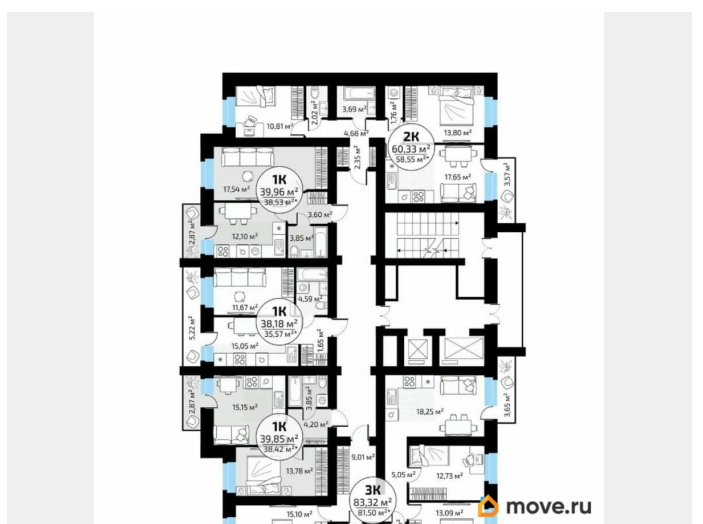 10,81 м²
2,02 м²
3,69 м²
4,68 м²
1,76 м²
13,80 м²
2К
60,33 м²
58,55 м²*
2,35 м²
17,65 м²
3,57 м²
17,54 м²
1К
39,96 м²
38,53 м²*
3,60 м²
2,87 м²
12,10 м²
3,85 м²
11,67 м²
4,59 м²
1К
38,18 м²
35,57 м²*
5,22 м²
15,05 м²
1,65 м²
2,87 м²
15,15 м²
3,85 м²
1К
39,85 м²
38,42 м²*
4,20 м²
18,25 м²
3,65 м²
13,78 м²
9,01 м²
5,05 м²
12,73 м²
3К
83,32 м²
81,50 м²*
15,10 м²
13,09 м²
move.ru